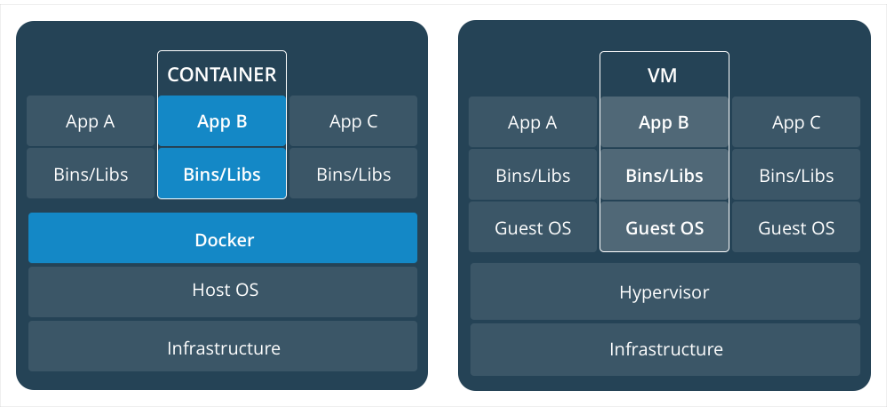 CONTAINER
App A App B App C
Bins/Libs Bins/Libs Bins/Libs
Docker
Host OS
Infrastructure
VM
App A App B App C
Bins/Libs Bins/Libs Bins/Libs
Guest OS Guest OS Guest OS
Hypervisor
Infrastructure